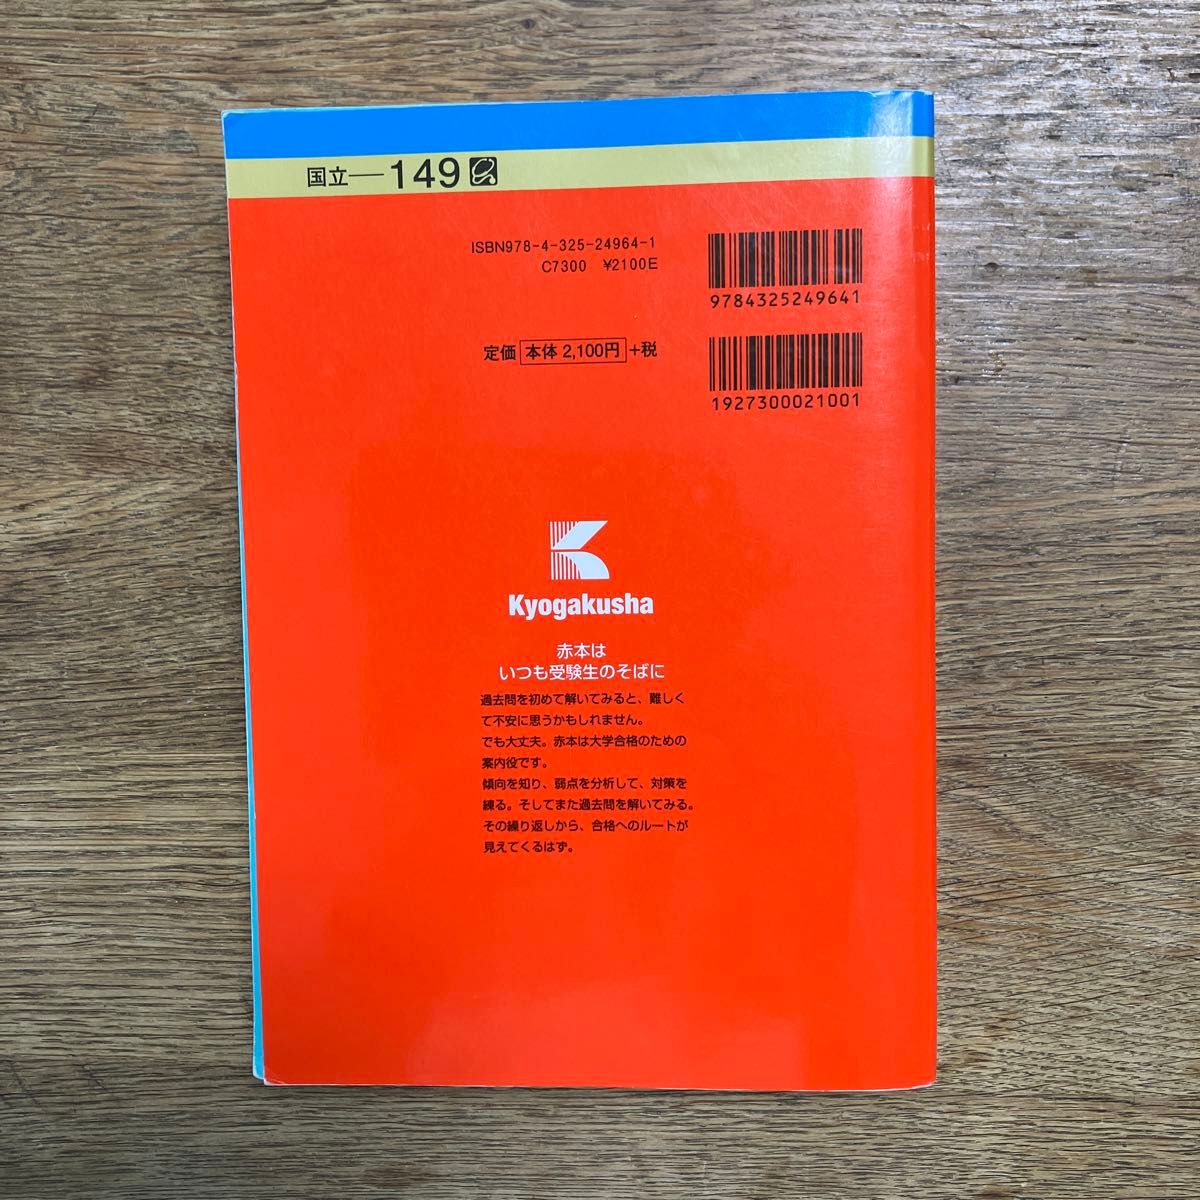 国立—149
ISBN978-4-325-24964-1
C7300 ¥2100E
9784325249641
定価 本体 2,100円 +税
1927300021001
Kyogakusha
赤本は
いつも受験生のそばに
過去問を初めて解いてみると、難しく
て不安に思うかもしれません。
でも大丈夫。赤本は大学合格のための
案内役です。
傾向を知り、弱点を分析して、対策を
練る。そしてまた過去問を解いてみる。
その繰り返しから、合格へのルートが
見えてくるはず。